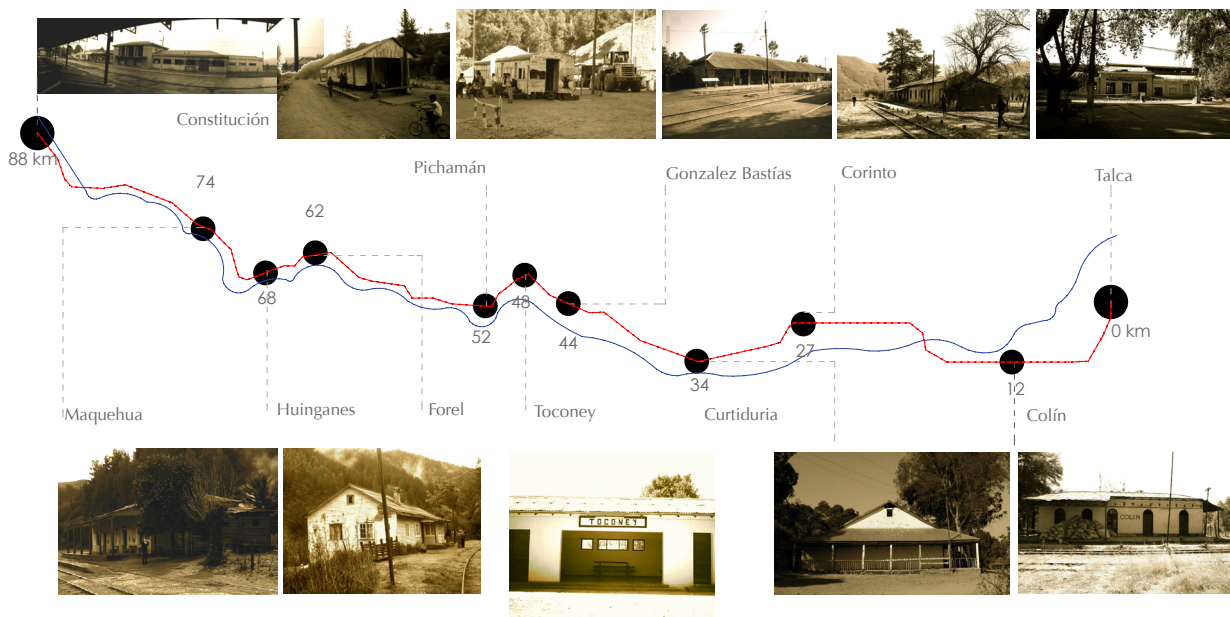 Constitución
88 km
74
62
Pichamán
Gonzalez Bastías
Corinto
Talca
68
52
48
44
34
27
12
0 km
Maquehua
Huinganes
Forel
Toconey
Curtiduria
Colín
TOCONEY
COLIN